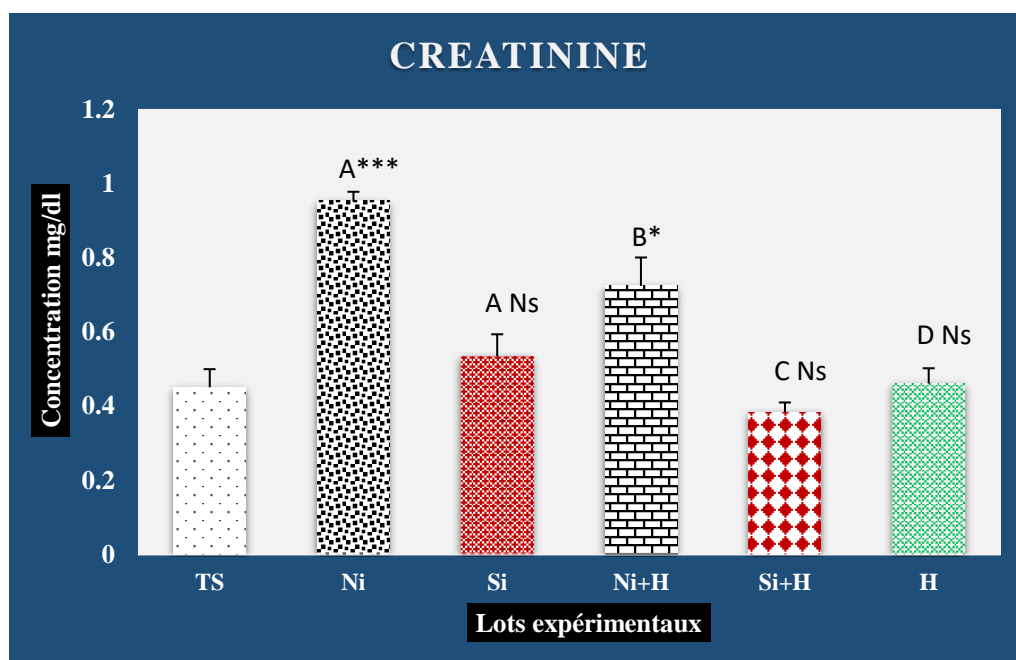 CREATININE
Concentration mg/dl
1.2
1
0.8
0.6
0.4
0.2
0
A***
A Ns
B*
C Ns
D Ns
TS Ni Si Ni+H Si+H H
Lots expérimentaux